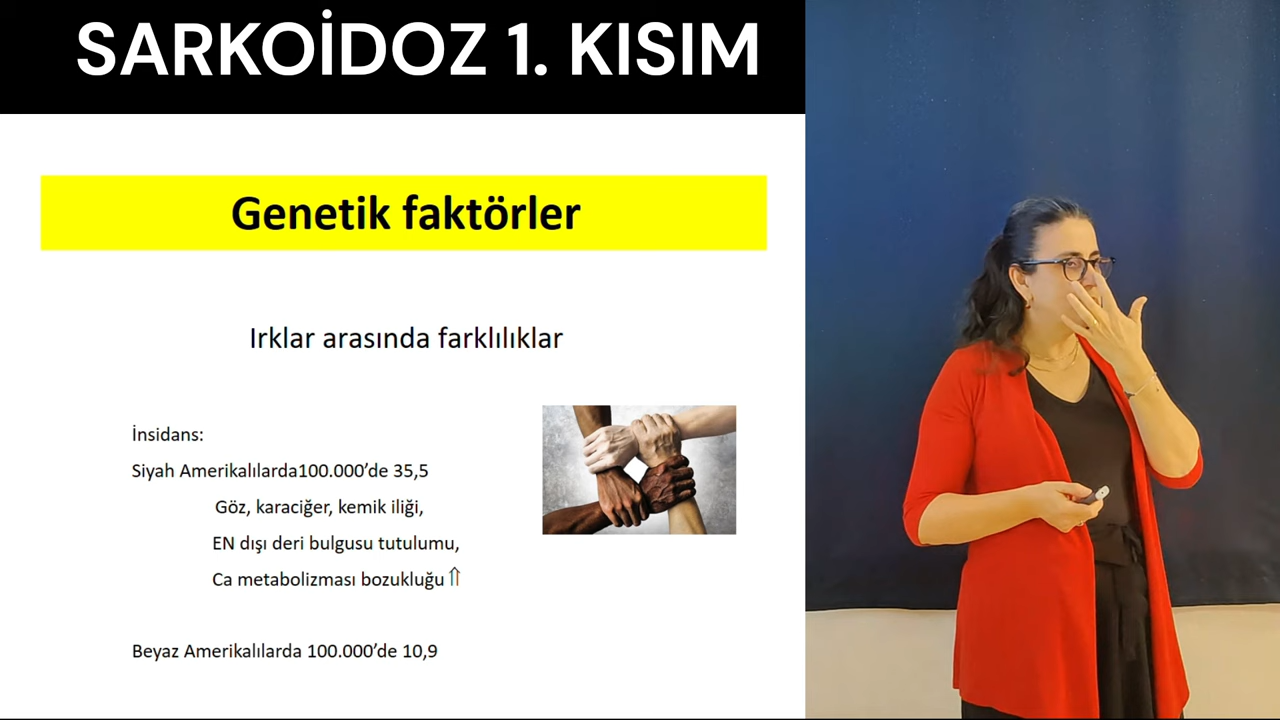 SARKOİDOZ 1. KISIM
Genetik faktörler
Irklar arasında farklılıklar
İnsidans:
Siyah Amerikalılarda100.000’de 35,5
Göz, karaciğer, kemik iliği,
EN dışı deri bulgusu tutulumu,
Ca metabolizması bozukluğu ⇑
Beyaz Amerikalılarda 100.000’de 10,9